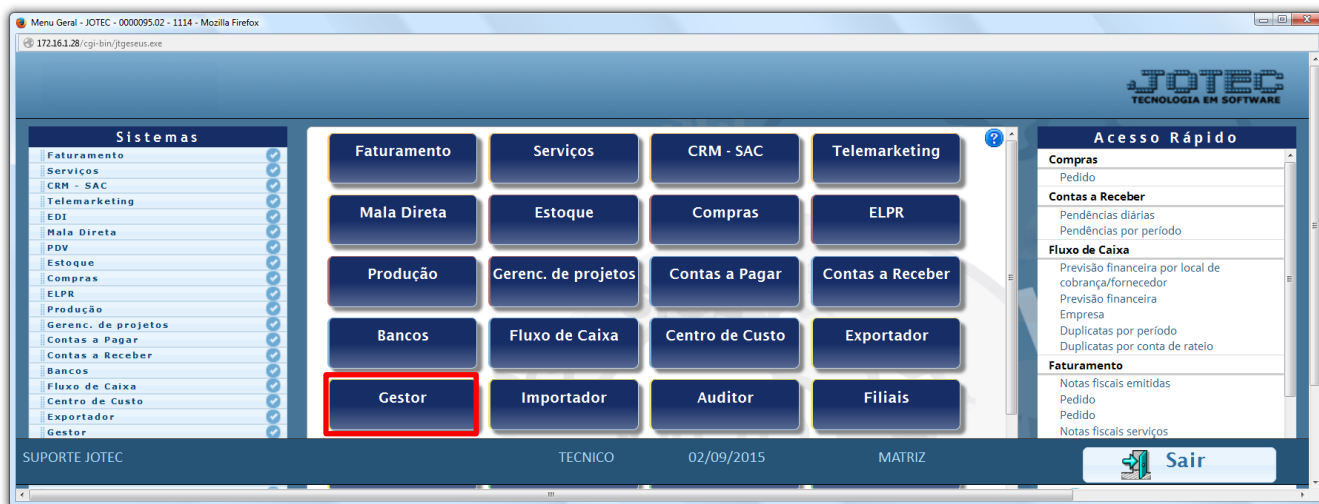 Menu Geral - JOTEC - 0000095.02 - 1114 - Mozilla Firefox
172.16.1.28/cgi-bin/jtgeseus.exe
JOTEC
TECNOLOGIA EM SOFTWARE
Sistemas
Faturamento
Serviços
CRM - SAC
Telemarketing
EDI
Mala Direta
PDV
Estoque
Compras
ELPR
Produção
Gerenc. de projetos
Contas a Pagar
Contas a Receber
Bancos
Fluxo de Caixa
Centro de Custo
Exportador
Gestor
Faturamento Serviços CRM - SAC Telemarketing
Mala Direta Estoque Compras ELPR
Produção Gerenc. de projetos Contas a Pagar Contas a Receber
Bancos Fluxo de Caixa Centro de Custo Exportador
Gestor Importador Auditor Filiais
?
Acesso Rápido
Compras
Pedido
Contas a Receber
Pendências diárias
Pendências por período
Fluxo de Caixa
Previsão financeira por local de
cobrança/fornecedor
Previsão financeira
Empresa
Duplicatas por período
Duplicatas por conta de rateio
Faturamento
Notas fiscais emitidas
Pedido
Pedido
Notas fiscais serviços
SUPORTE JOTEC TECNICO 02/09/2015 MATRIZ Sair